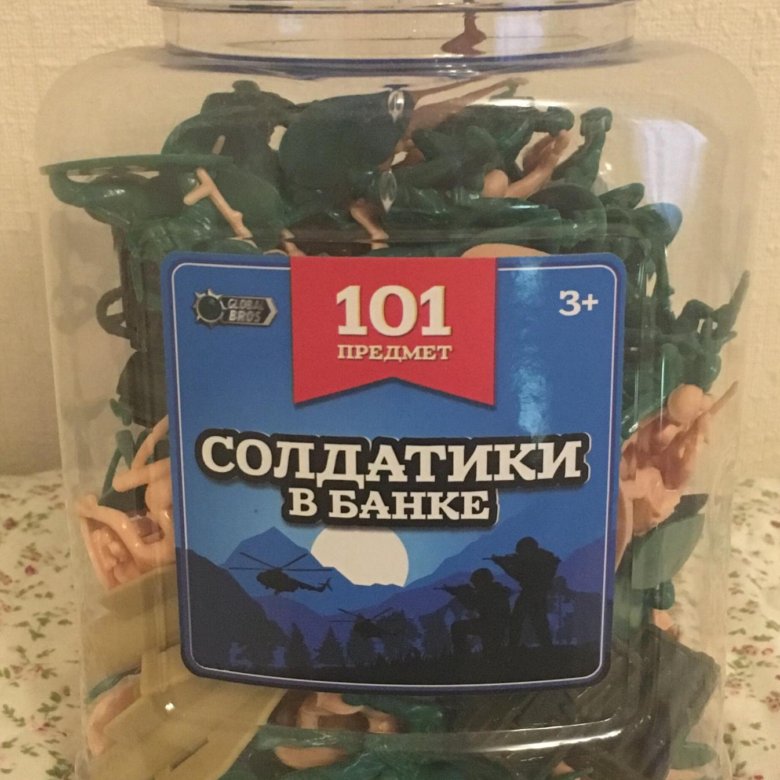 GLOBAL
BROS
101
ПРЕДМЕТ
3+
СОЛДАТИКИ
В БАНКЕ